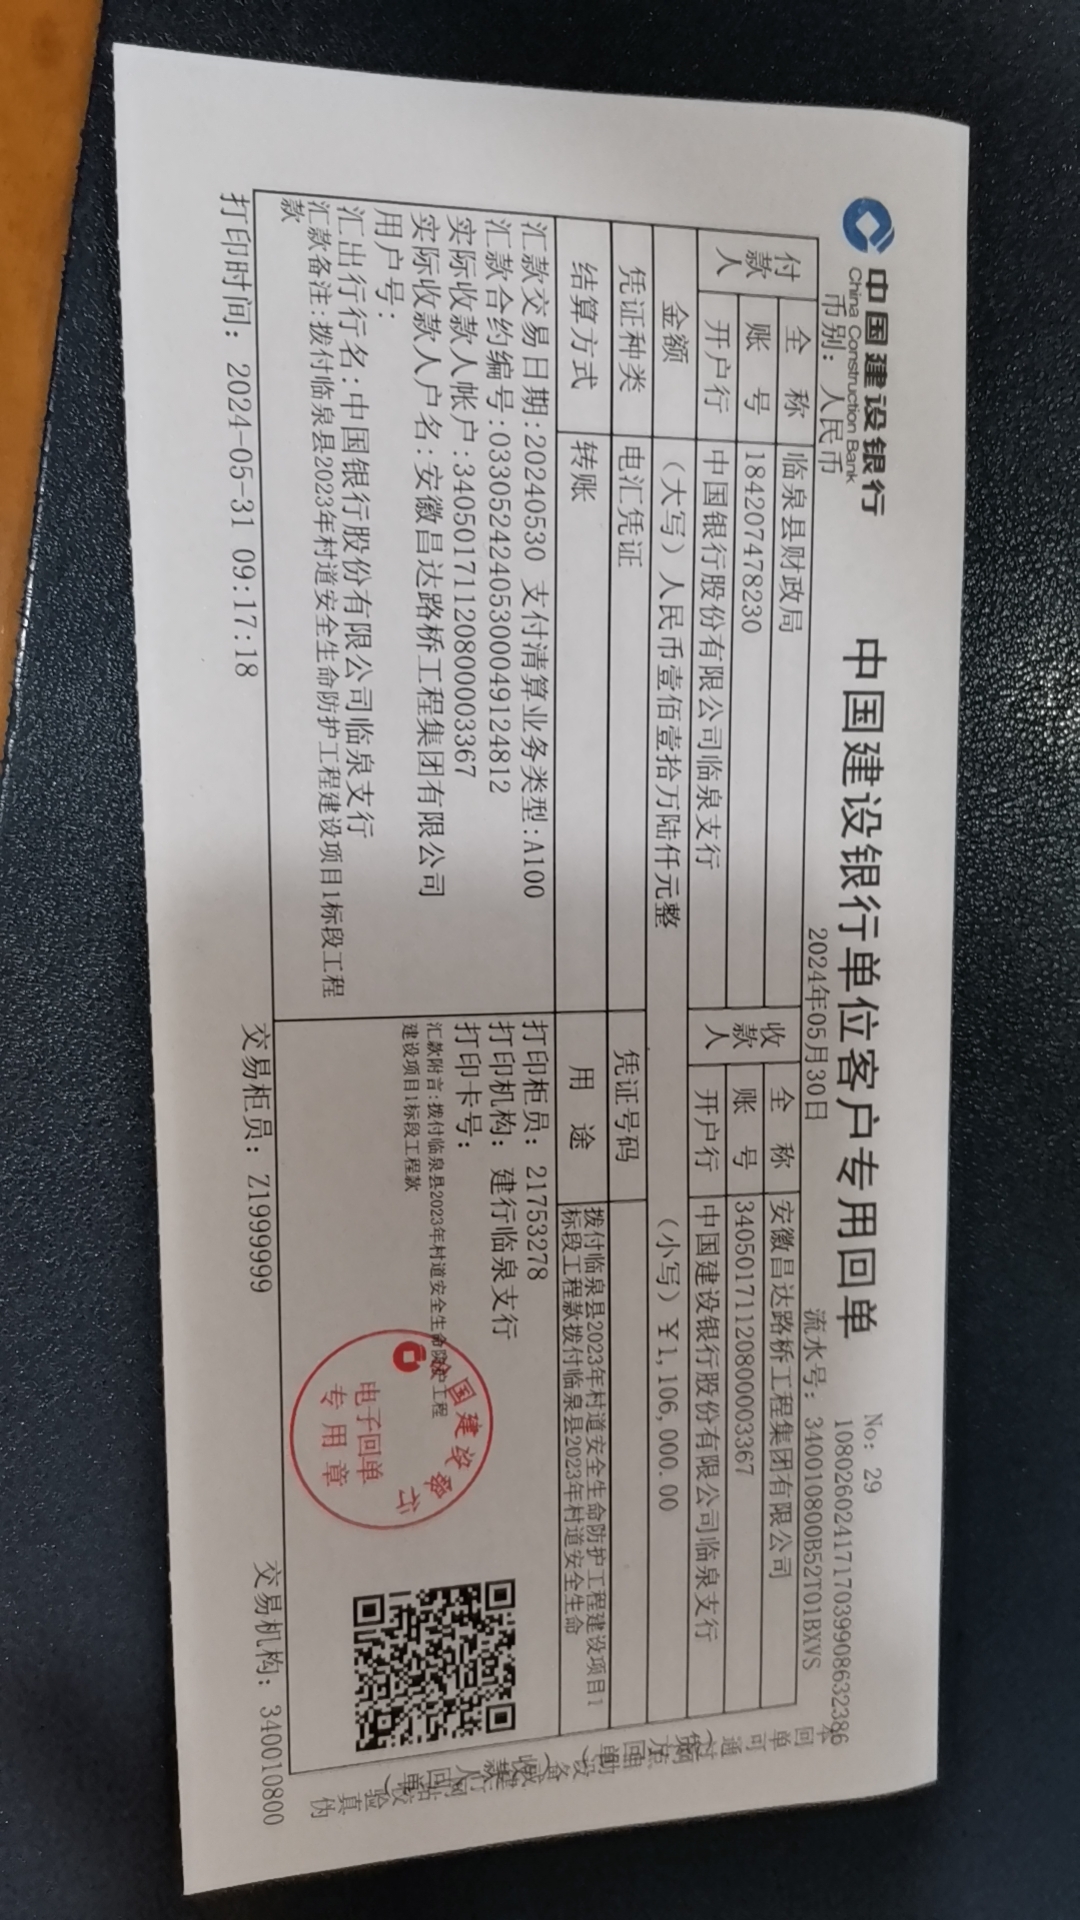 中国建设银行
China Construction Bank
中国建设银行单位客户专用回单
No: 29
108026024171703990863238​6
币别: 人民币
2024年05月30日
流水号: 340010800B52T01BXVS
付款人
全 称 临泉县财政局
账 号 184207478230
开户行 中国银行股份有限公司临泉支行
收款人
全 称 安徽昌达路桥工程集团有限公司
账 号 34050171120800003367
开户行 中国建设银行股份有限公司临泉支行
金额 (大写)人民币壹佰壹拾万陆仟元整 (小写)¥1,106,000.00
凭证种类 电汇凭证 凭证号码
结算方式 转账 用 途 拨付临泉县2023年村道安全生命防护工程建设项目1
标段工程款拨付临泉县2023年村道安全生命
汇款交易日期:20240530 支付清算业务类型:A100
汇款合约编号:03305242405300049124812
实际收款人帐户:34050171120800003367
实际收款人户名:安徽昌达路桥工程集团有限公司
用户号:
汇出行行名:中国银行股份有限公司临泉支行
汇款备注:拨付临泉县2023年村道安全生命防护工程建设项目1标段工程
款
打印柜员: 21753278
打印机构: 建行临泉支行
打印卡号:
汇款附言:拨付临泉县2023年村道安全生命防护工程
建设项目1标段工程款
国建设银行
电子回单
专用章
打印时间: 2024-05-31 09:17:18
交易柜员: Z19999999
交易机构: 340010800